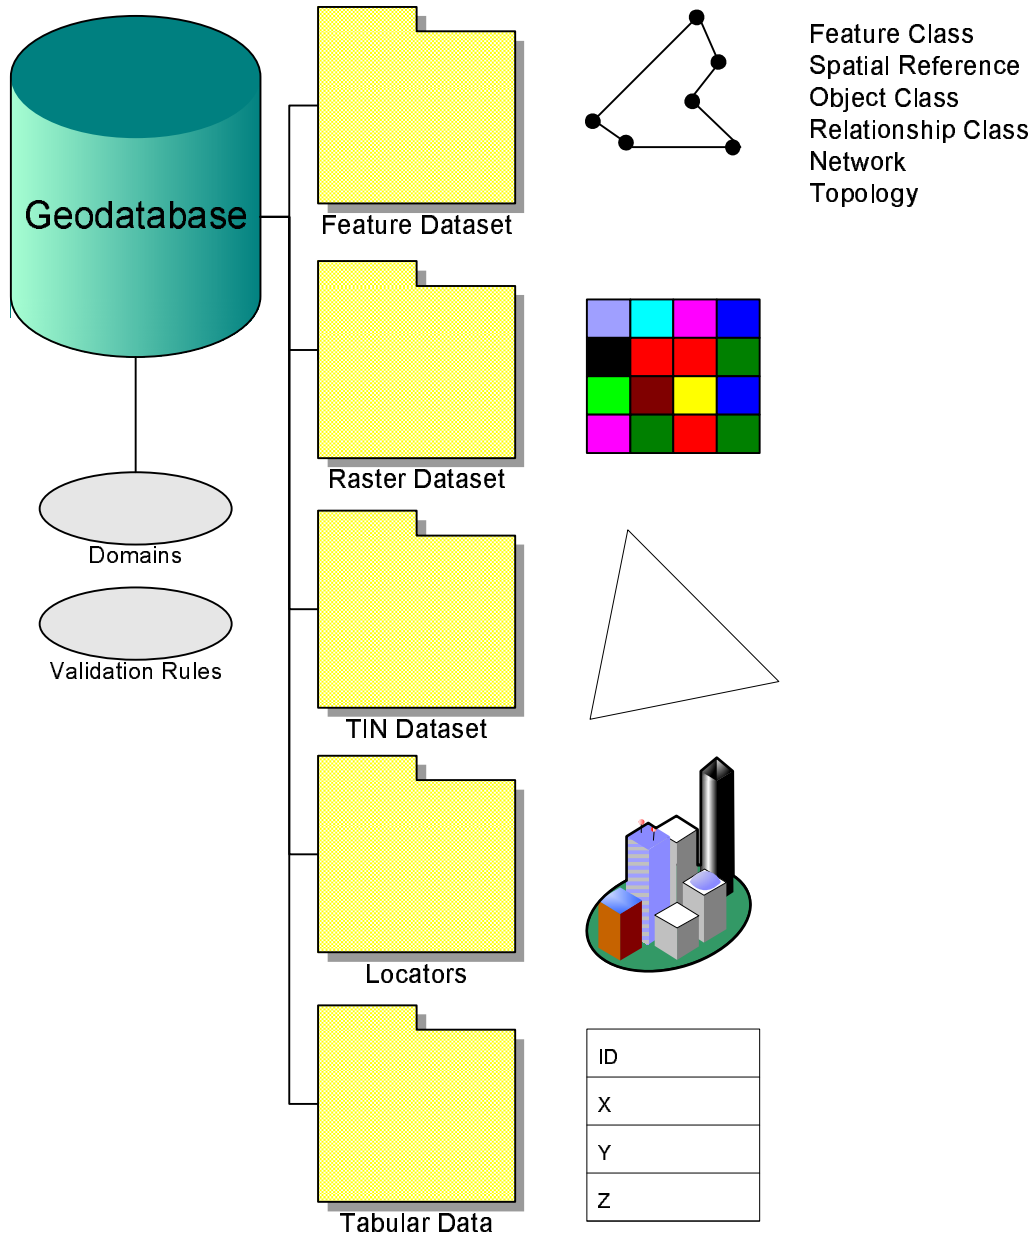 Geodatabase
Domains
Validation Rules
Feature Dataset
Feature Class
Spatial Reference
Object Class
Relationship Class
Network
Topology
Raster Dataset
TIN Dataset
Locators
Tabular Data
ID
X
Y
Z